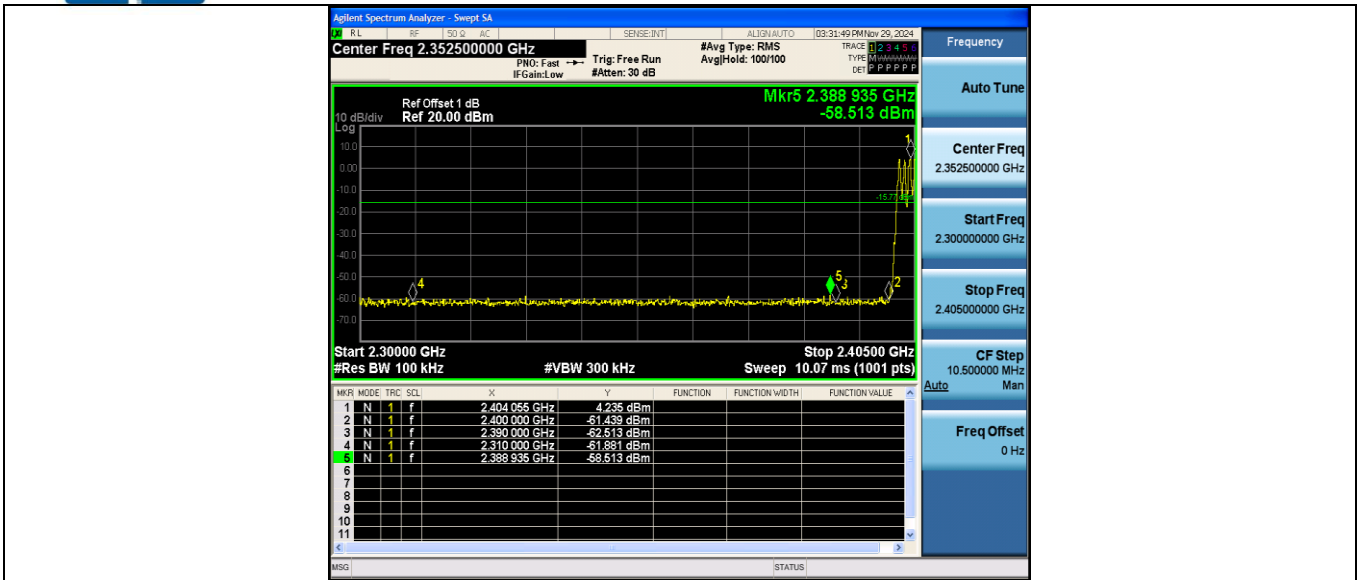 Agilent Spectrum Analyzer - Swept SA
RL RF 50 Ω AC SENSE:INT ALIGNAUTO 03:31:49 PM Nov 29, 2024
Center Freq 2.352500000 GHz
PNO: Fast
IFGain:Low
Trig: Free Run
#Atten: 30 dB
#Avg Type: RMS
Avg|Hold: 100/100
TRACE 1 2 3 4 5 6
TYPE M
DET P P P P P P
Mkr5 2.388 935 GHz
-58.513 dBm
Ref Offset 1 dB
Ref 20.00 dBm
10 dB/div
Log
10.0
0.00
-10.0
-20.0
-30.0
-40.0
-50.0
-60.0
-70.0
1
2
3
4
5
Start 2.30000 GHz
Stop 2.40500 GHz
#Res BW 100 kHz
#VBW 300 kHz
Sweep 10.07 ms (1001 pts)
MKR MODE TRC SCL X Y FUNCTION FUNCTION WIDTH FUNCTION VALUE
1 N 1 f 2.404 055 GHz 4.235 dBm
2 N 1 f 2.400 000 GHz -61.439 dBm
3 N 1 f 2.390 000 GHz -62.513 dBm
4 N 1 f 2.310 000 GHz -61.881 dBm
5 N 1 f 2.388 935 GHz -58.513 dBm
6
7
8
9
10
11
MSG
STATUS
Frequency
Auto Tune
Center Freq
2.352500000 GHz
Start Freq
2.300000000 GHz
Stop Freq
2.405000000 GHz
CF Step
10.500000 MHz
Auto Man
Freq Offset
0 Hz